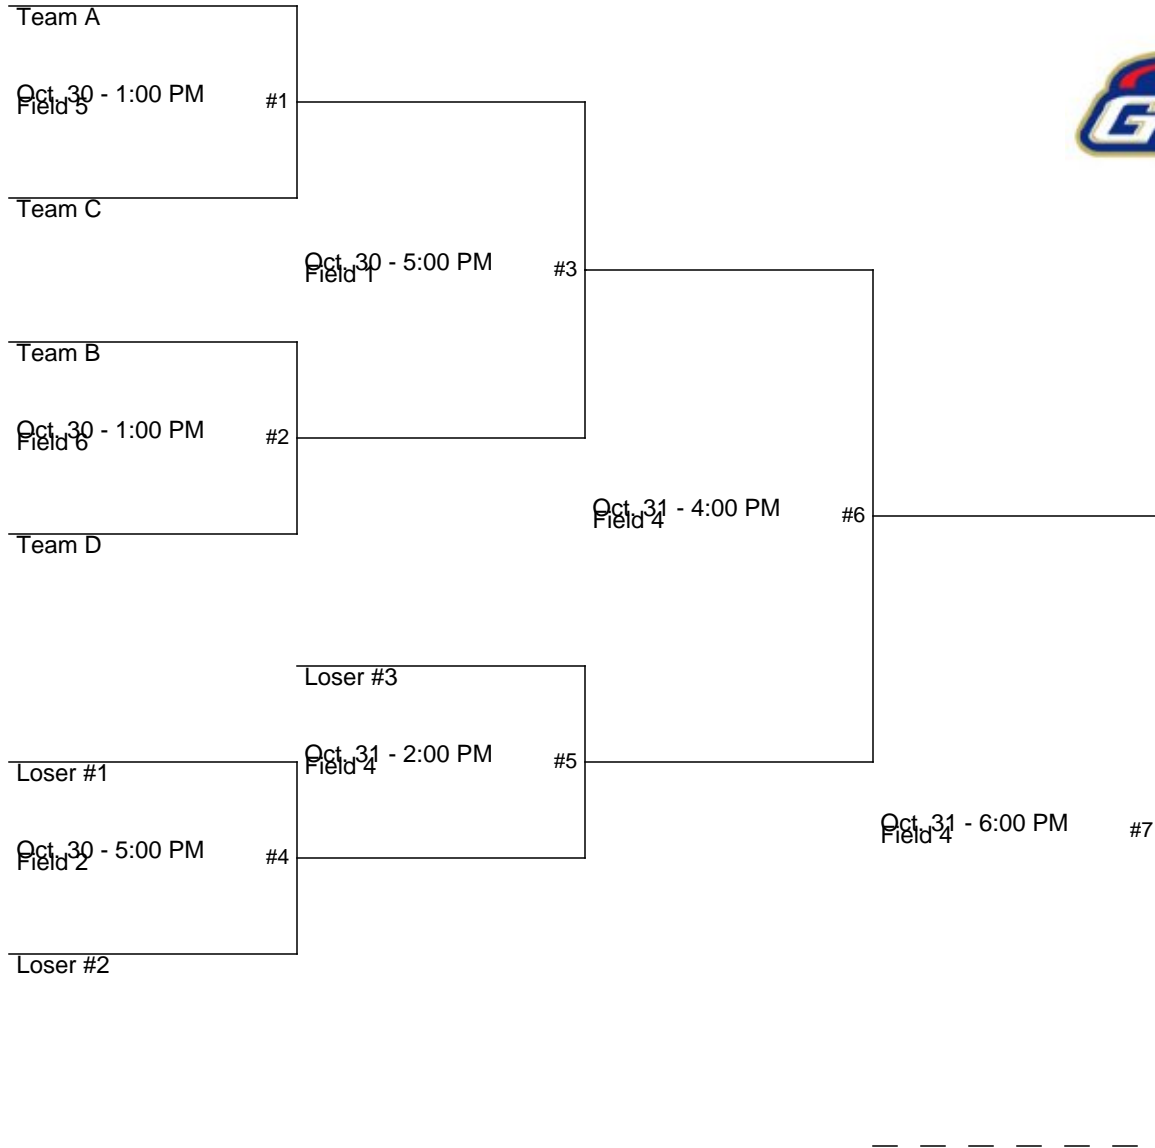 Team A
Oct. 30 - 1:00 PM
Field 5
#1
Team C
Oct. 30 - 5:00 PM
Field 1
#3
Team B
Oct. 30 - 1:00 PM
Field 6
#2
Oct. 31 - 4:00 PM
Field 4
#6
Team D
Loser #3
Oct. 31 - 2:00 PM
Field 4
#5
Loser #1
Oct. 31 - 6:00 PM
Field 4
#7
Oct. 30 - 5:00 PM
Field 2
#4
Loser #2